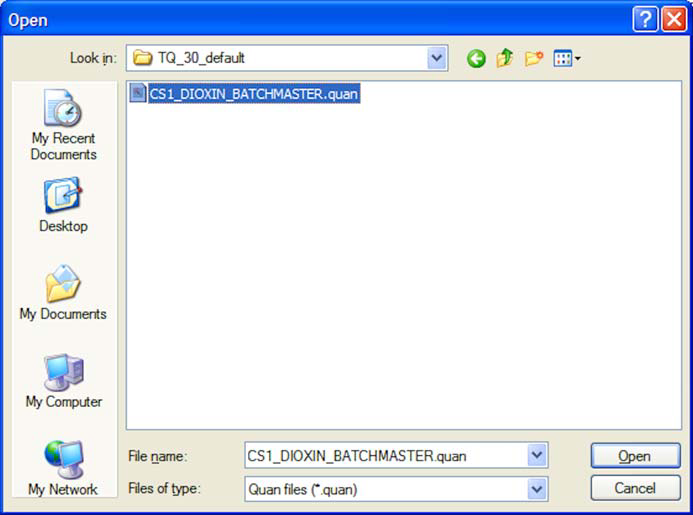 Open
Look in: TQ_30_default
CS1_DIOXIN_BATCHMASTER.quan
My Recent
Documents
Desktop
My Documents
My Computer
My Network
File name: CS1_DIOXIN_BATCHMASTER.quan Open
Files of type: Quan files (*.quan) Cancel